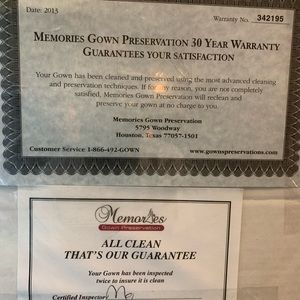 Date: 2013
Warranty No. 342195
MEMORIES GOWN PRESERVATION 30 YEAR WARRANTY
GUARANTEES YOUR SATISFACTION
Your Gown has been cleaned and preserved using the most advanced cleaning
and preservation techniques. If for any reason, you are not completely
satisfied, Memories Gown Preservation will reclean and
preserve your gown at no charge to you.
Memories Gown Preservation
5795 Woodway
Houston, Texas 77057-1501
Customer Service 1-866-492-GOWN
www.gownspreservations.com
Memories
Gown Preservation
ALL CLEAN
THAT'S OUR GUARANTEE
Your Gown has been inspected
twice to insure it is clean
Certified Inspector